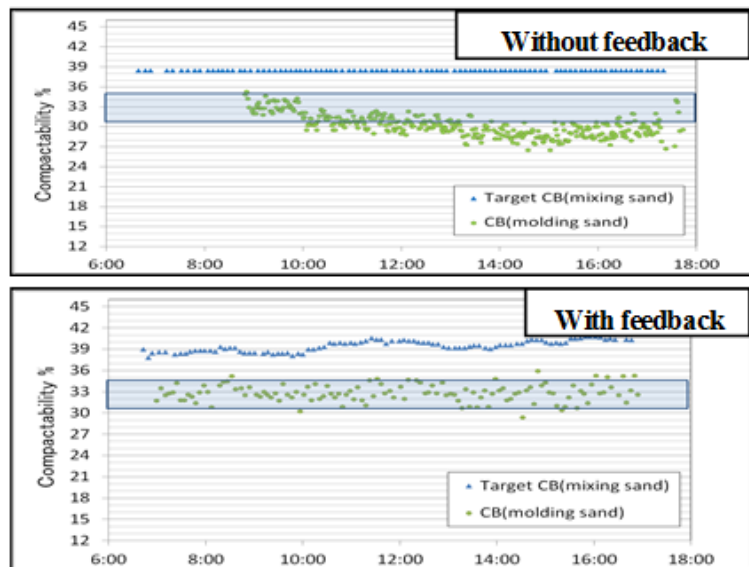 Without feedback
Compactability %
45
42
39
36
33
30
27
24
21
18
15
12
Target CB(mixing sand)
CB(molding sand)
6:00 8:00 10:00 12:00 14:00 16:00 18:00
With feedback
Compactability %
45
42
39
36
33
30
27
24
21
18
15
12
Target CB(mixing sand)
CB(molding sand)
6:00 8:00 10:00 12:00 14:00 16:00 18:00